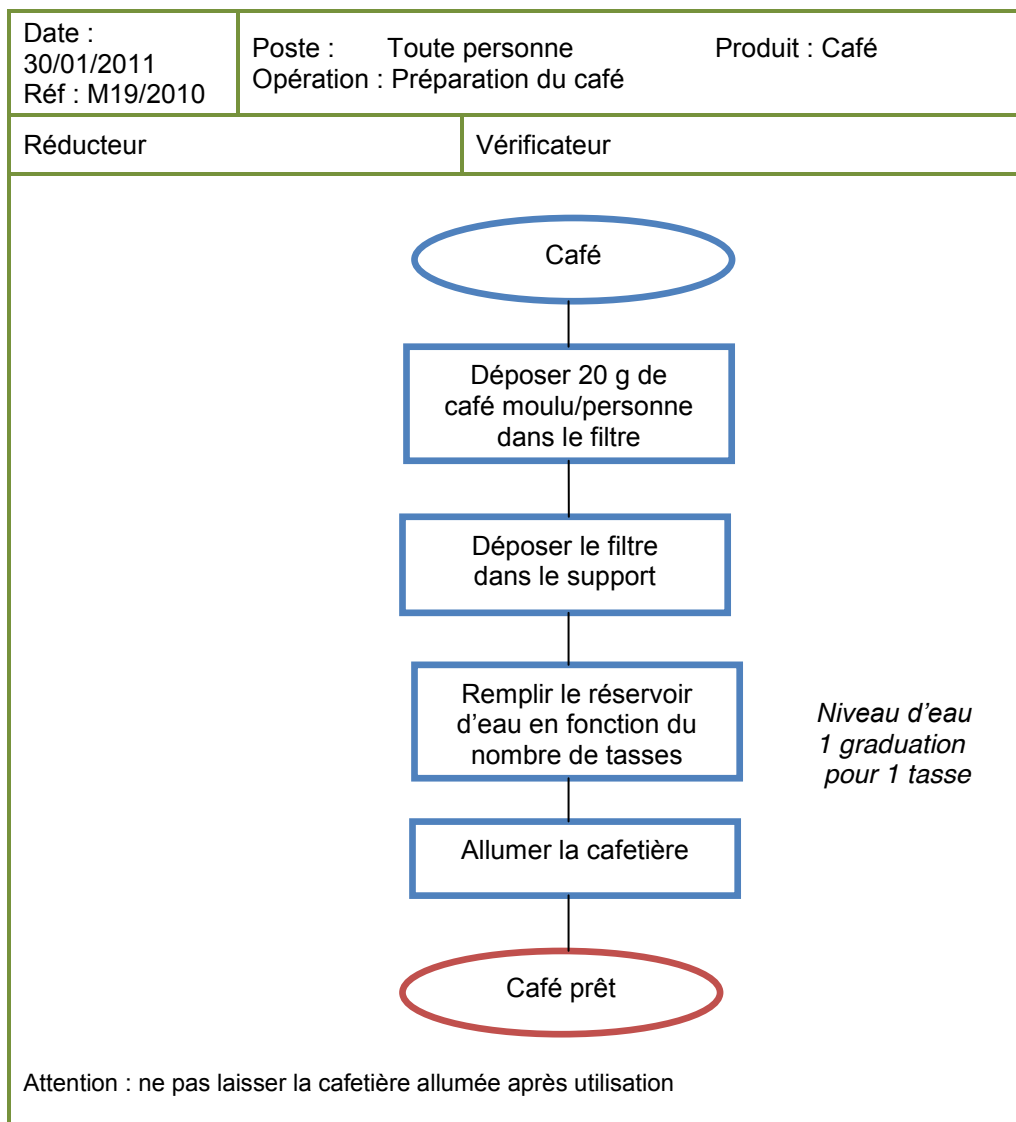 Date :
30/01/2011
Réf : M19/2010
Poste : Toute personne Produit : Café
Opération : Préparation du café
Réducteur
Vérificateur
Café
Déposer 20 g de
café moulu/personne
dans le filtre
Déposer le filtre
dans le support
Remplir le réservoir
d’eau en fonction du
nombre de tasses
Niveau d’eau
1 graduation
pour 1 tasse
Allumer la cafetière
Café prêt
Attention : ne pas laisser la cafetière allumée après utilisation